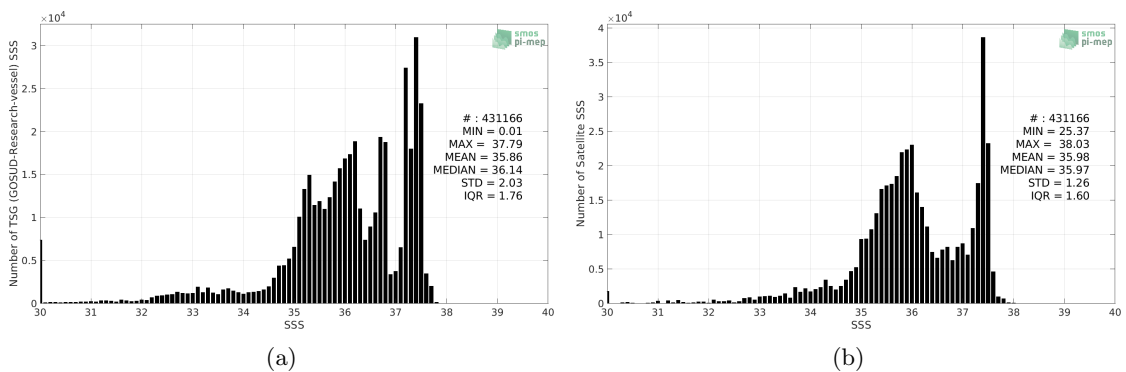 ×10⁴
3
2.5
2
1.5
1
0.5
0
Number of TSG (GOSUD-Research-vessel) SSS
30 31 32 33 34 35 36 37 38 39 40
SSS
smos
pi-mep
# : 431166
MIN = 0.01
MAX = 37.79
MEAN = 35.86
MEDIAN = 36.14
STD = 2.03
IQR = 1.76
(a)
×10⁴
4
3.5
3
2.5
2
1.5
1
0.5
0
Number of Satellite SSS
30 31 32 33 34 35 36 37 38 39 40
SSS
smos
pi-mep
# : 431166
MIN = 25.37
MAX = 38.03
MEAN = 35.98
MEDIAN = 35.97
STD = 1.26
IQR = 1.60
(b)